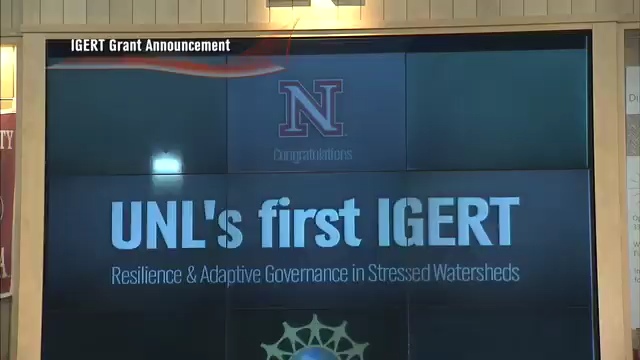 IGERT Grant Announcement
N
Congratulations
UNL's first IGERT
Resilience & Adaptive Governance in Stressed Watersheds